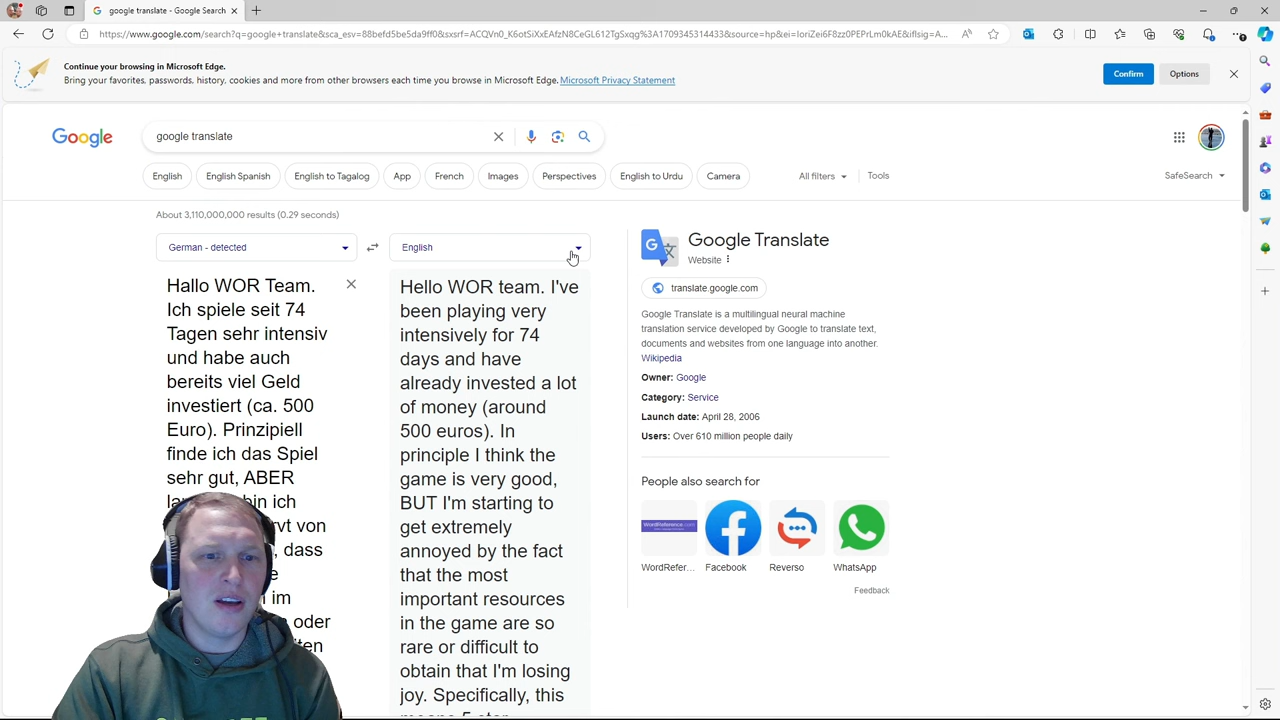 google translate - Google Search
https://www.google.com/search?q=google+translate&sca_esv=88befd5be5da9ff0&sxsrf=ACQVn0_K6otSiXxEAfzN8CeGL612TgSxqg%3A1709345314433&source=hp&ei=IoriZei6F8zz0PEPrLm0kAE&iflsig=A...
Continue your browsing in Microsoft Edge.
Bring your favorites, passwords, history, cookies and more from other browsers each time you browse in Microsoft Edge. Microsoft Privacy Statement
Confirm
Options
Google
google translate
English
English Spanish
English to Tagalog
App
French
Images
Perspectives
English to Urdu
Camera
All filters
Tools
SafeSearch
About 3,110,000,000 results (0.29 seconds)
German - detected
English
Hallo WOR Team.
Ich spiele seit 74
Tagen sehr intensiv
und habe auch
bereits viel Geld
investiert (ca. 500
Euro). Prinzipiell
finde ich das Spiel
sehr gut, ABER
bin ich
von
, dass
im
oder
Hello WOR team. I've
been playing very
intensively for 74
days and have
already invested a lot
of money (around
500 euros). In
principle I think the
game is very good,
BUT I'm starting to
get extremely
annoyed by the fact
that the most
important resources
in the game are so
rare or difficult to
obtain that I'm losing
joy. Specifically, this
means 5 star
Google Translate
Website
translate.google.com
Google Translate is a multilingual neural machine
translation service developed by Google to translate text,
documents and websites from one language into another.
Wikipedia
Owner: Google
Category: Service
Launch date: April 28, 2006
Users: Over 610 million people daily
People also search for
WordReference.com
WordRefer...
Facebook
Reverso
WhatsApp
Feedback